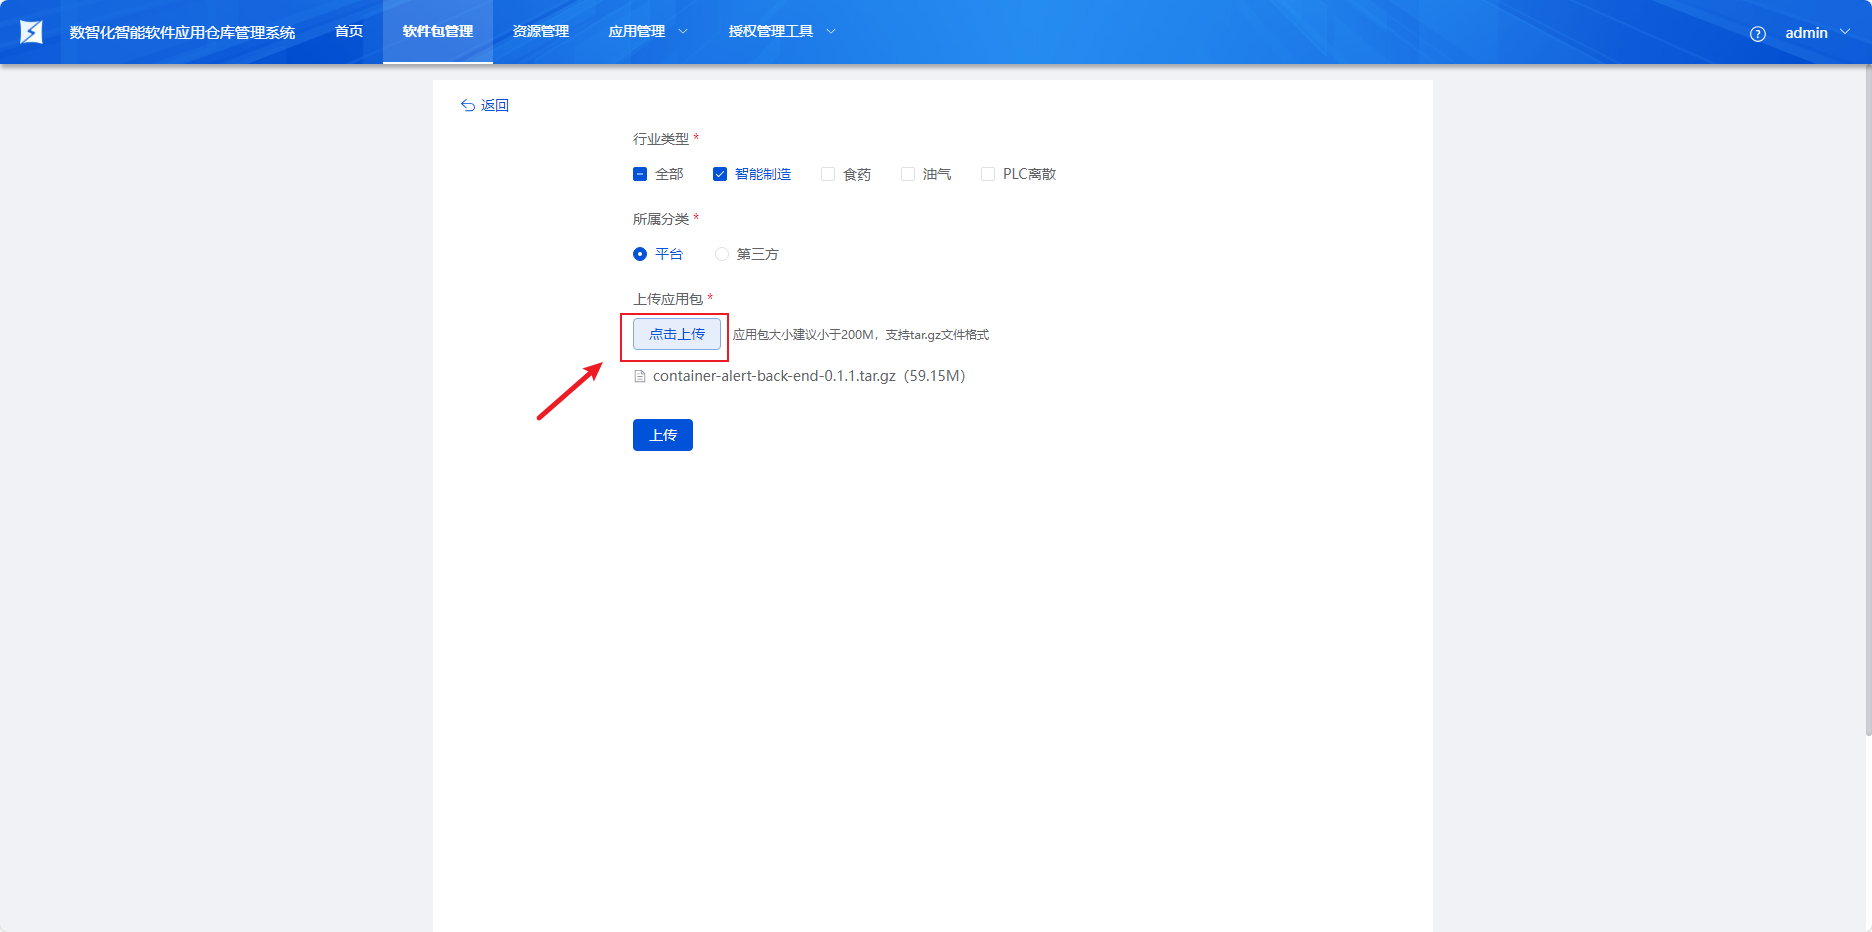 数智化智能软件应用仓库管理系统 首页 软件包管理 资源管理 应用管理 授权管理工具 ? admin
返回
行业类型 *
全部 智能制造 食药 油气 PLC离散
所属分类 *
平台 第三方
上传应用包 *
点击上传 应用包大小建议小于200M，支持tar.gz文件格式
container-alert-back-end-0.1.1.tar.gz（59.15M）
上传